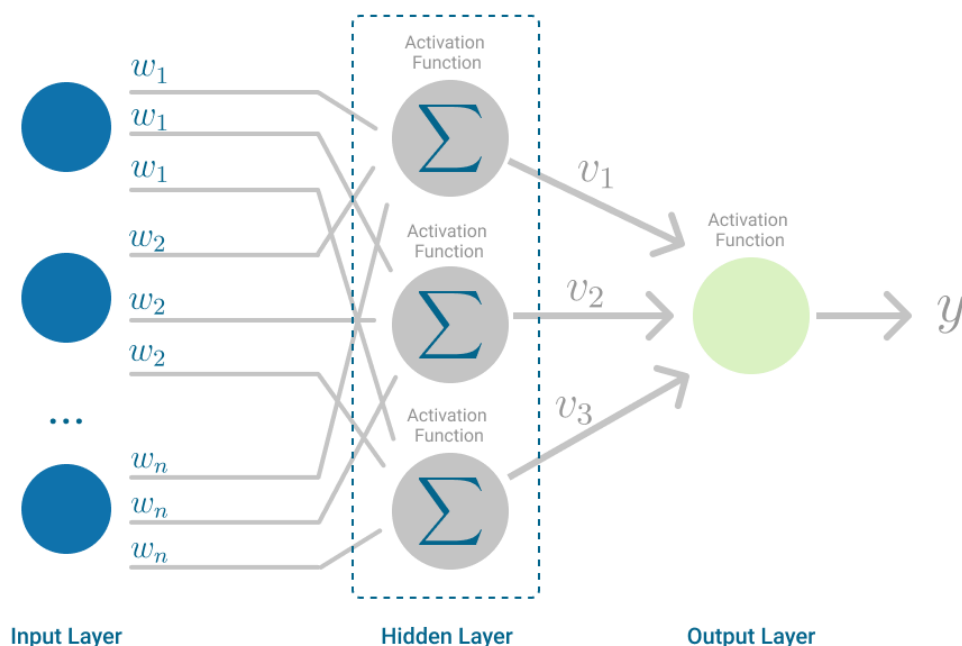 Activation
Function
w₁
w₁
w₁
Σ
v₁
w₂
w₂
w₂
Activation
Function
Σ
v₂
Activation
Function
y
...
Activation
Function
v₃
wₙ
wₙ
wₙ
Σ
Input Layer
Hidden Layer
Output Layer